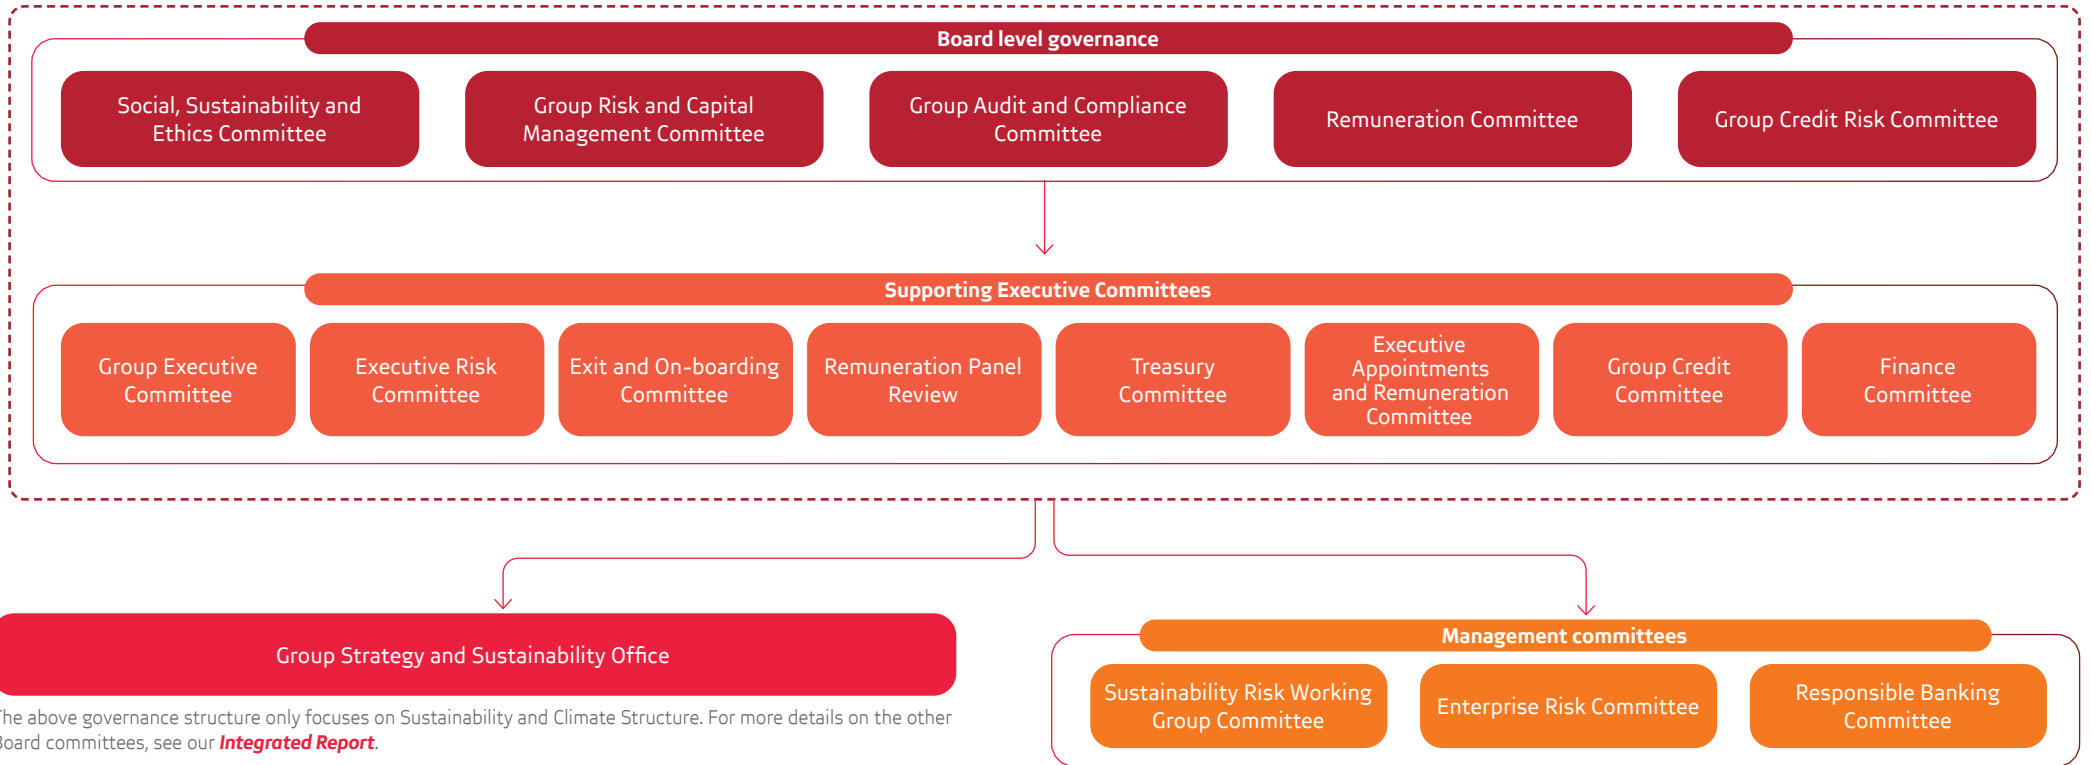 Board level governance
Social, Sustainability and
Ethics Committee
Group Risk and Capital
Management Committee
Group Audit and Compliance
Committee
Remuneration Committee
Group Credit Risk Committee
Supporting Executive Committees
Group Executive
Committee
Executive Risk
Committee
Exit and On-boarding
Committee
Remuneration Panel
Review
Treasury
Committee
Executive
Appointments
and Remuneration
Committee
Group Credit
Committee
Finance
Committee
Group Strategy and Sustainability Office
The above governance structure only focuses on Sustainability and Climate Structure. For more details on the other
Board committees, see our Integrated Report.
Management committees
Sustainability Risk Working
Group Committee
Enterprise Risk Committee
Responsible Banking
Committee